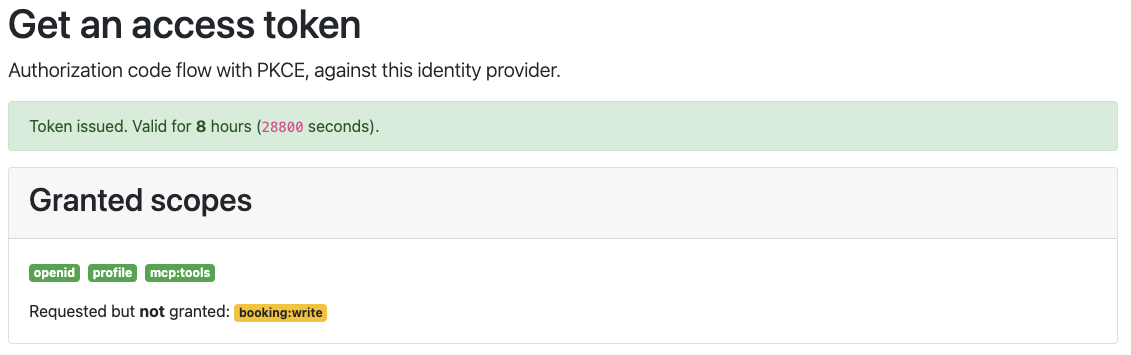 Get an access token
Authorization code flow with PKCE, against this identity provider.
Token issued. Valid for 8 hours (28800 seconds).
Granted scopes
openid profile mcp:tools
Requested but not granted: booking:write